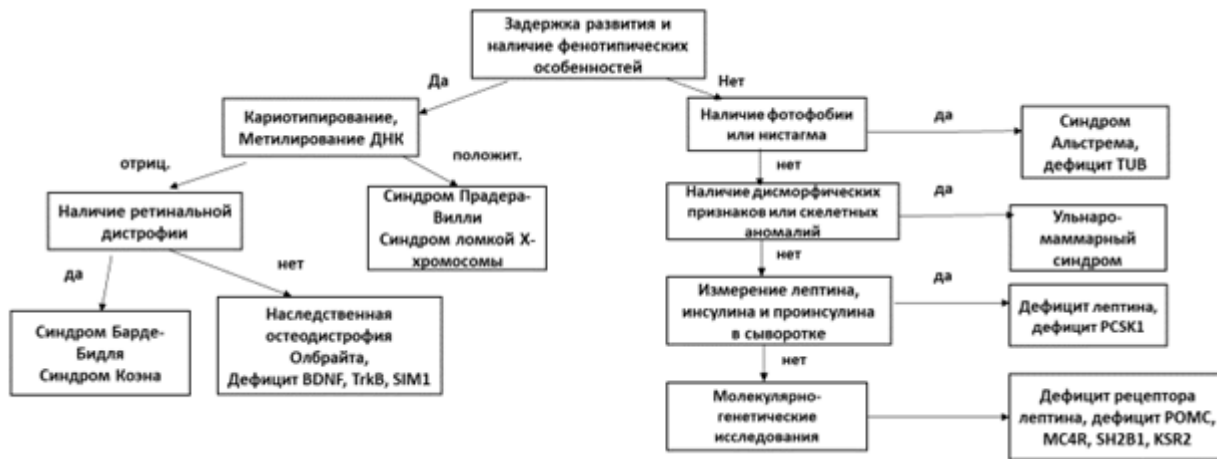 Задержка развития и
наличие фенотипических
особенностей
Да
Нет
Кариотипирование,
Метилирование ДНК
Наличие фотофобии
или нистагма
да
Синдром
Альстрема,
дефицит TUB
отриц.
положит.
нет
Наличие ретинальной
дистрофии
Синдром Прадера-
Вилли
Синдром ломкой Х-
хромосомы
Наличие дисморфических
признаков или скелетных
аномалий
да
Ульнаро-
маммарный
синдром
да
нет
нет
Измерение лептина,
инсулина и проинсулина
в сыворотке
да
Дефицит лептина,
дефицит PCSK1
Синдром Барде-
Бидля
Синдром Коэна
Наследственная
остеодистрофия
Олбрайта,
Дефицит BDNF, TrkB, SIM1
нет
Молекулярно-
генетические
исследования
Дефицит рецептора
лептина, дефицит POMC,
MC4R, SH2B1, KSR2